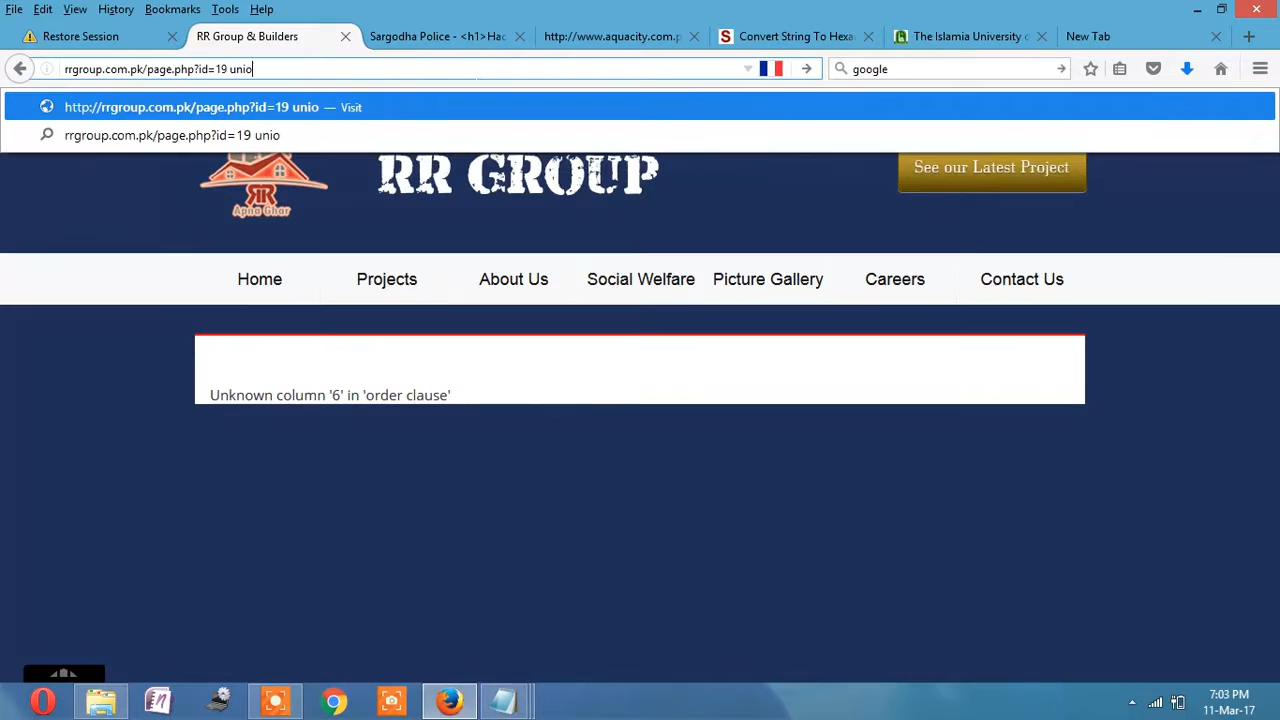 File Edit View History Bookmarks Tools Help
Restore Session
RR Group & Builders
Sargodha Police - <h1>Hac
http://www.aquacity.com.p
S Convert String To Hexa
The Islamia University o
New Tab
rrgroup.com.pk/page.php?id=19 unio
google
http://rrgroup.com.pk/page.php?id=19 unio — Visit
rrgroup.com.pk/page.php?id=19 unio
RR
Apna Ghar
RR GROUP
See our Latest Project
Home Projects About Us Social Welfare Picture Gallery Careers Contact Us
Unknown column '6' in 'order clause'
7:03 PM
11-Mar-17